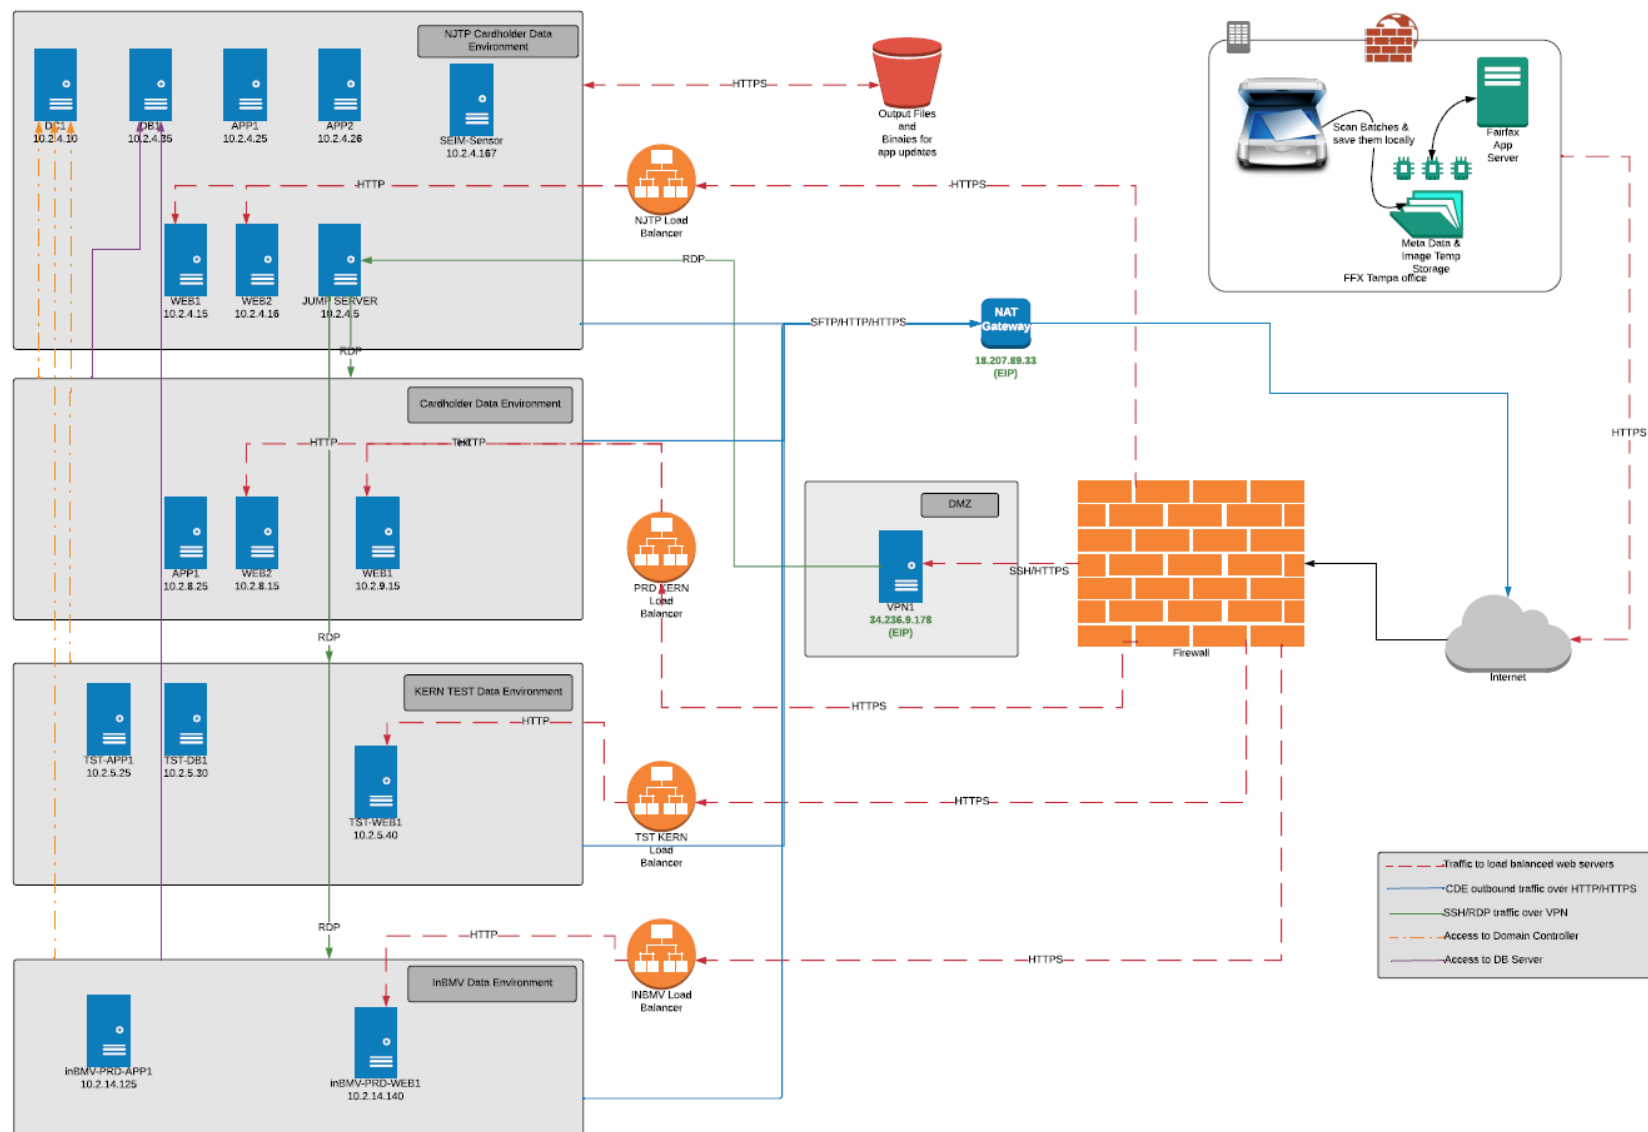 NJTP Cardholder Data
Environment
DC1
10.2.4.10
DB1
10.2.4.35
APP1
10.2.4.25
APP2
10.2.4.26
SEIM-Sensor
10.2.4.167
HTTPS
Output Files
and
Binaies for
app updates
Scan Batches &
save them locally
Fairfax
App
Server
Meta Data &
Image Temp
Storage
FFX Tampa office
HTTP
NJTP Load
Balancer
HTTPS
WEB1
10.2.4.15
WEB2
10.2.4.16
JUMP SERVER
10.2.4.5
RDP
SFTP/HTTP/HTTPS
NAT
Gateway
18.207.89.33
(EIP)
RDP
HTTPS
Cardholder Data Environment
HTTP
Text
HTTP
APP1
10.2.8.25
WEB2
10.2.8.15
WEB1
10.2.9.15
PRD KERN
Load
Balancer
DMZ
VPN1
34.236.9.178
(EIP)
SSH/HTTPS
Firewall
Internet
RDP
HTTPS
KERN TEST Data Environment
TST-APP1
10.2.5.25
TST-DB1
10.2.5.30
HTTP
TST-WEB1
10.2.5.40
TST KERN
Load
Balancer
HTTPS
RDP
HTTP
INBMV Load
Balancer
HTTPS
InBMV Data Environment
inBMV-PRD-APP1
10.2.14.125
inBMV-PRD-WEB1
10.2.14.140
Traffic to load balanced web servers
CDE outbound traffic over HTTP/HTTPS
SSH/RDP traffic over VPN
Access to Domain Controller
Access to DB Server